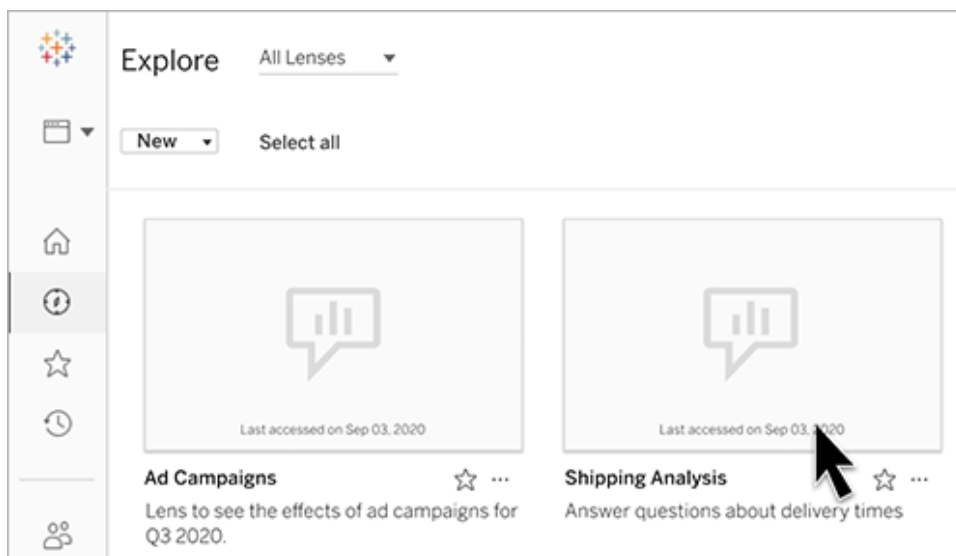 Explore
All Lenses
New
Select all
Last accessed on Sep 03, 2020
Last accessed on Sep 03, 2020
Ad Campaigns
Shipping Analysis
Lens to see the effects of ad campaigns for
Q3 2020.
Answer questions about delivery times